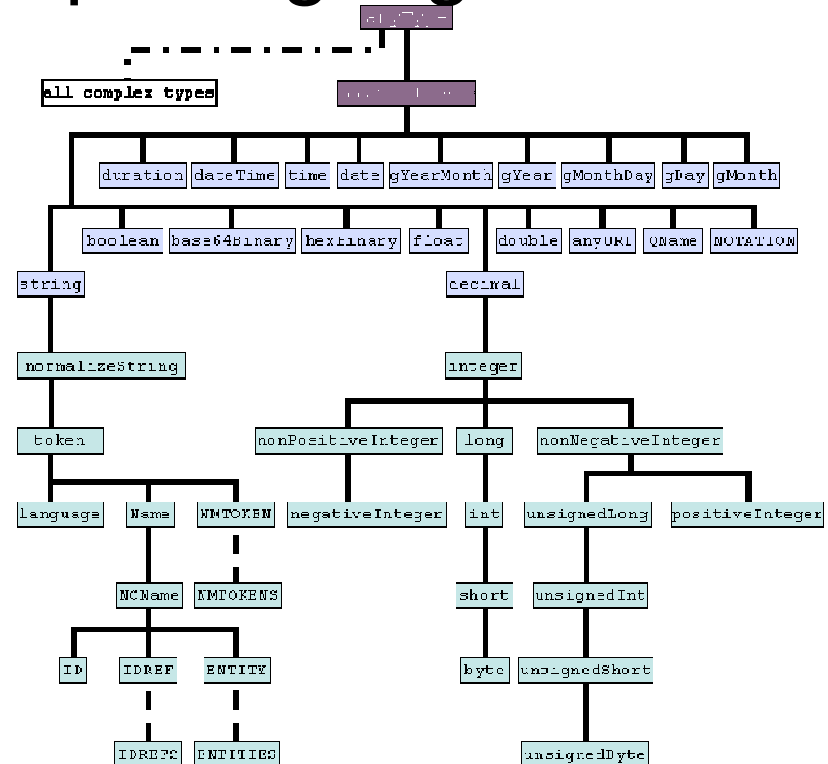 anyType
all complex types
duration dateTime time date gYearMonth gYear gMonthDay gDay gMonth
boolean base64Binary hexBinary float double anyURI QName NOTATION
string decimal
normalizeString integer
token nonPositiveInteger long nonNegativeInteger
language Name NMTOKEN negativeInteger int unsignedLong positiveInteger
NCName NMTOKENS short unsignedInt
ID IDREF ENTITY byte unsignedShort
IDREFS ENTITIES unsignedByte